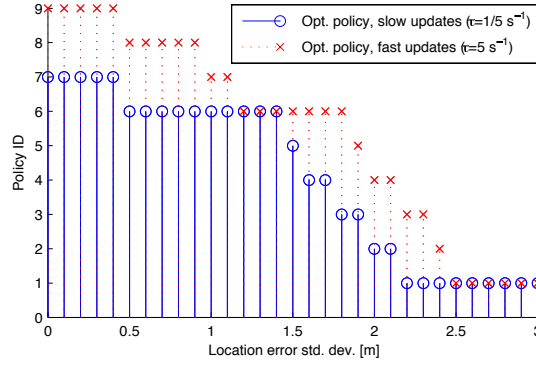 9
8
7
6
5
4
3
2
1
0
Policy ID
Opt. policy, slow updates (τ=1/5 s⁻¹)
Opt. policy, fast updates (τ=5 s⁻¹)
0 0.5 1 1.5 2 2.5 3
Location error std. dev. [m]